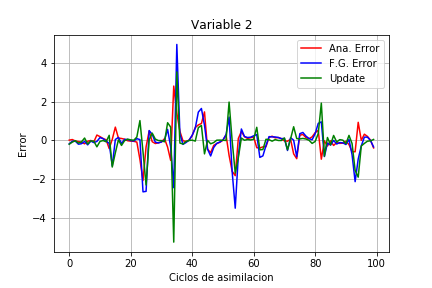 Variable 2
Ana. Error
F.G. Error
Update
Error
4
2
0
−2
−4
0 20 40 60 80 100
Ciclos de asimilacion